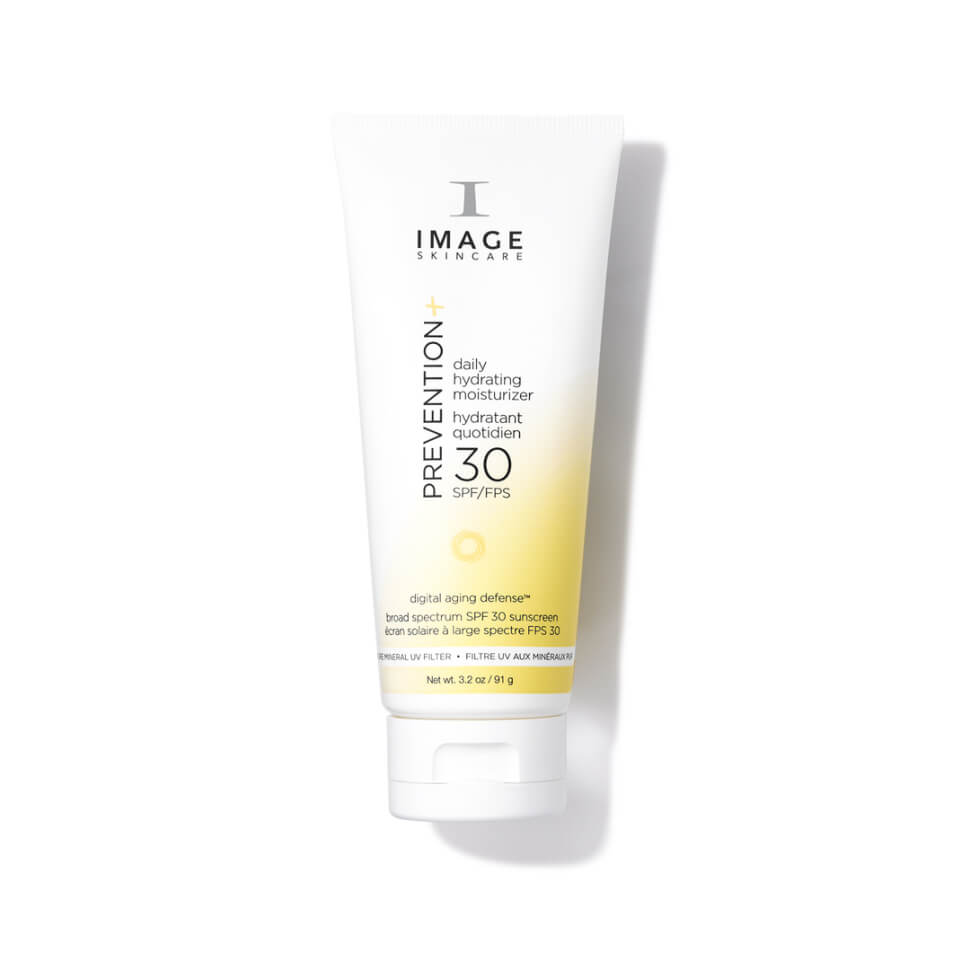 I
IMAGE
SKINCARE
PREVENTION+
daily
hydrating
moisturizer
hydratant
quotidien
30
SPF/FPS
digital aging defense™
broad spectrum SPF 30 sunscreen
écran solaire à large spectre FPS 30
MINERAL UV FILTER • FILTRE UV AUX MINÉRAUX
Net wt. 3.2 oz / 91 g